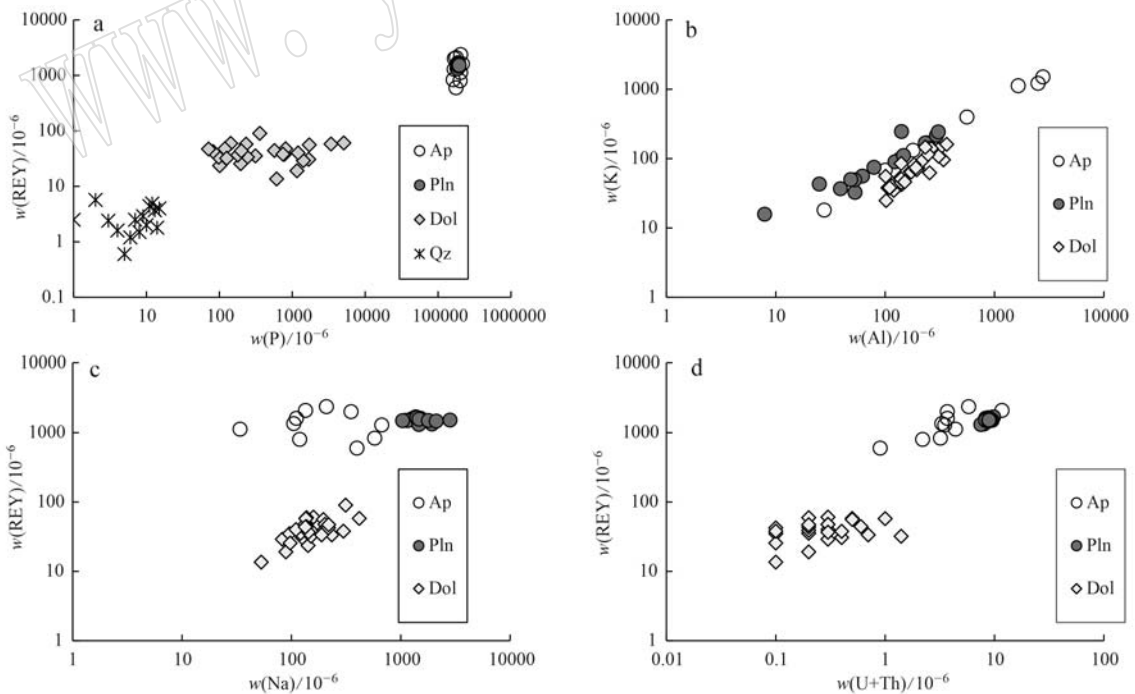 www. y
a
10000
1000
100
10
1
0.1
w(REY)/10⁻⁶
1
10
100
1000
10000
100000
1000000
w(P)/10⁻⁶
Ap
Pln
Dol
Qz
b
10000
1000
100
10
1
w(K)/10⁻⁶
1
10
100
1000
10000
w(Al)/10⁻⁶
Ap
Pln
Dol
c
10000
1000
100
10
1
w(REY)/10⁻⁶
1
10
100
1000
10000
w(Na)/10⁻⁶
Ap
Pln
Dol
d
10000
1000
100
10
1
w(REY)/10⁻⁶
0.01
0.1
1
10
100
w(U+Th)/10⁻⁶
Ap
Pln
Dol